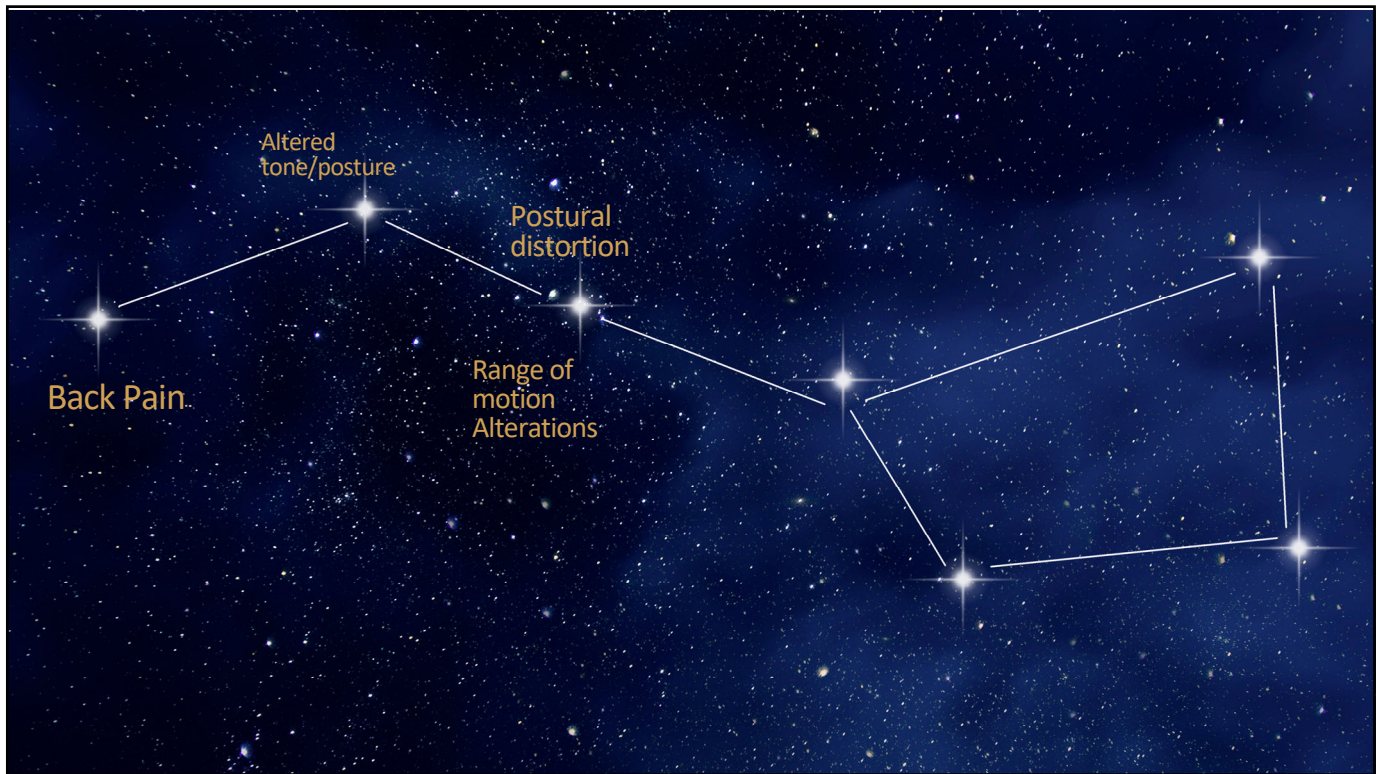 Altered
tone/posture
Postural
distortion
Back Pain
Range of
motion
Alterations